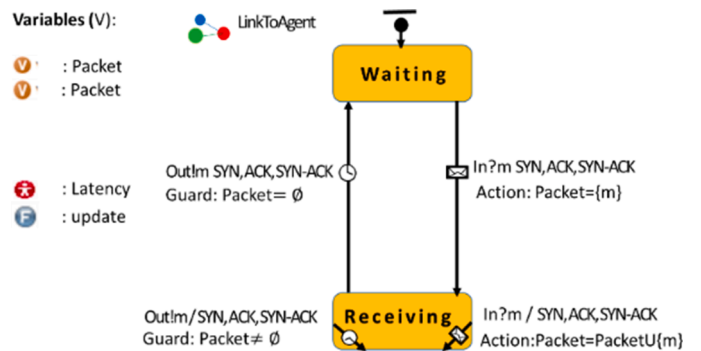 Variables (V):
LinkToAgent
V : Packet
V : Packet
: Latency
F : update
Waiting
Out!m SYN,ACK,SYN-ACK
Guard: Packet= Ø
In?m SYN,ACK,SYN-ACK
Action: Packet={m}
Out!m/SYN,ACK,SYN-ACK
Guard: Packet≠ Ø
Receiving
In?m / SYN,ACK,SYN-ACK
Action:Packet=PacketU{m}